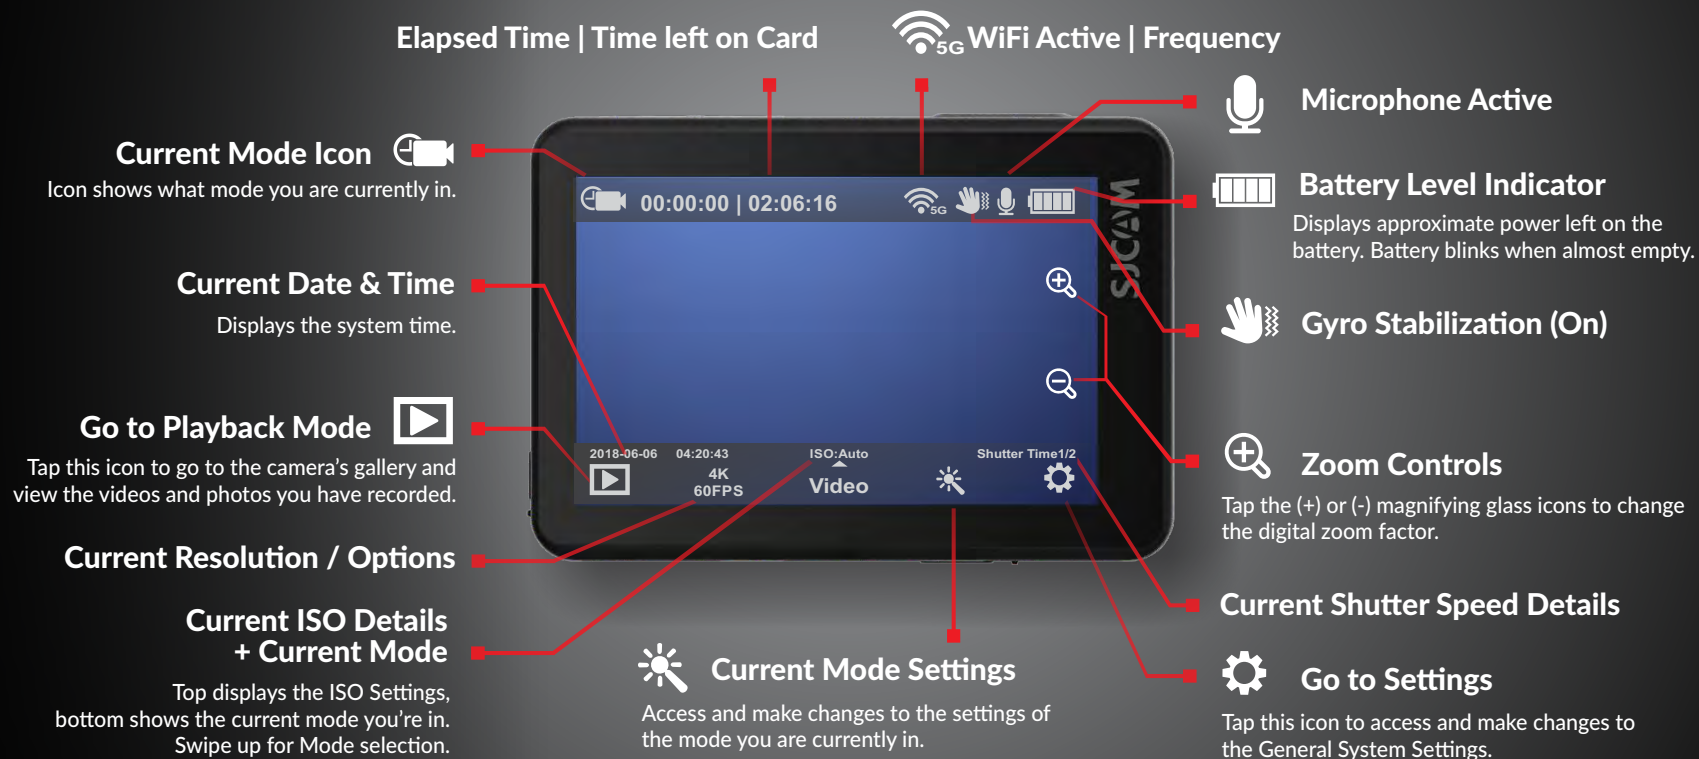 Elapsed Time | Time left on Card
5G WiFi Active | Frequency
Microphone Active
Current Mode Icon
Icon shows what mode you are currently in.
Battery Level Indicator
Displays approximate power left on the
battery. Battery blinks when almost empty.
00:00:00 | 02:06:16
5G
SJCAM
Current Date & Time
Displays the system time.
Gyro Stabilization (On)
Go to Playback Mode
Tap this icon to go to the camera's gallery and
view the videos and photos you have recorded.
2018-06-06 04:20:43 ISO:Auto Shutter Time1/2
4K
60FPS
Video
Zoom Controls
Tap the (+) or (-) magnifying glass icons to change
the digital zoom factor.
Current Resolution / Options
Current ISO Details
+ Current Mode
Top displays the ISO Settings,
bottom shows the current mode you're in.
Swipe up for Mode selection.
Current Mode Settings
Access and make changes to the settings of
the mode you are currently in.
Current Shutter Speed Details
Go to Settings
Tap this icon to access and make changes to
the General System Settings.